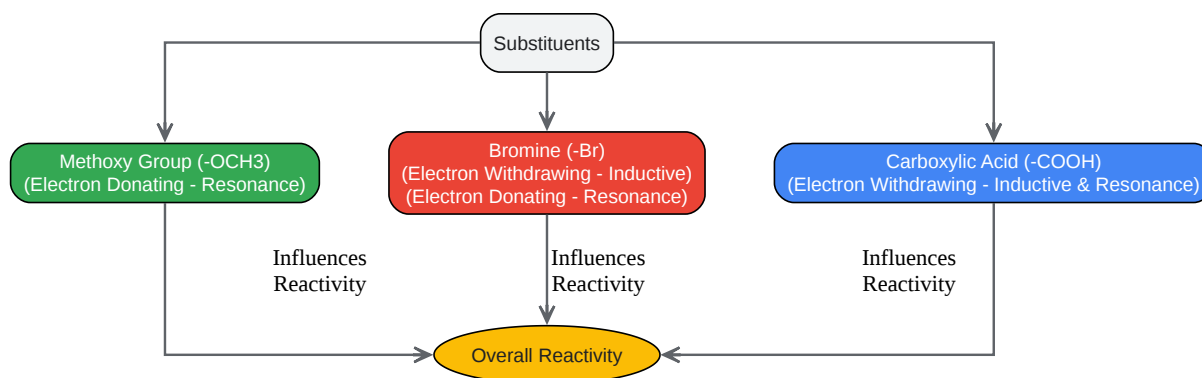 Substituents
Methoxy Group (-OCH3)
(Electron Donating - Resonance)
Bromine (-Br)
(Electron Withdrawing - Inductive)
(Electron Donating - Resonance)
Carboxylic Acid (-COOH)
(Electron Withdrawing - Inductive & Resonance)
Influences
Reactivity
Influences
Reactivity
Influences
Reactivity
Overall Reactivity